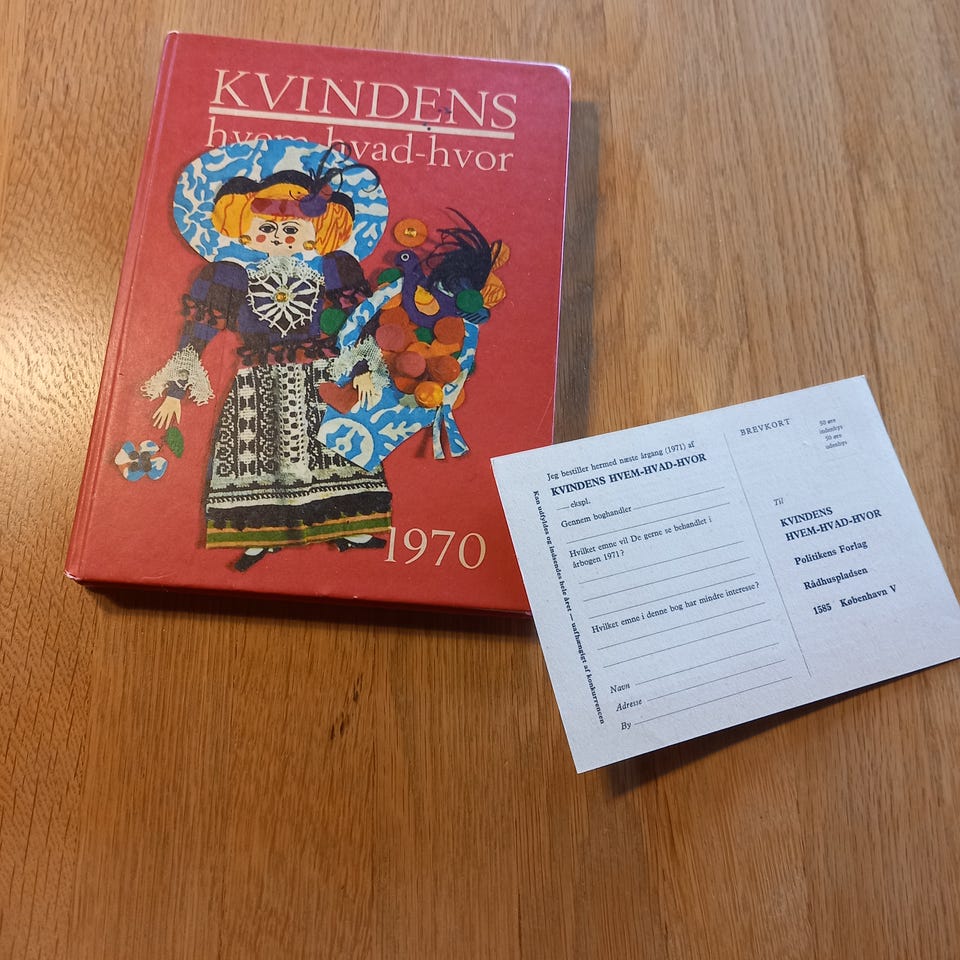 KVINDENS
hvem-hvad-hvor
1970
Kan udfyldes og indsendes hele året — uafhængigt af konkurrencen
Jeg bestiller hermed næste årgang (1971) af
KVINDENS HVEM-HVAD-HVOR
ekspl.
Gennem boghandler
Hvilket emne vil De gerne se behandlet i
årbogen 1971?
Hvilket emne i denne bog har mindre interesse?
Navn
Adresse
By
BREVKORT
50 øre
indenbys
50 øre
udenbys
Til
KVINDENS
HVEM-HVAD-HVOR
Politikens Forlag
Rådhuspladsen
1585 København V